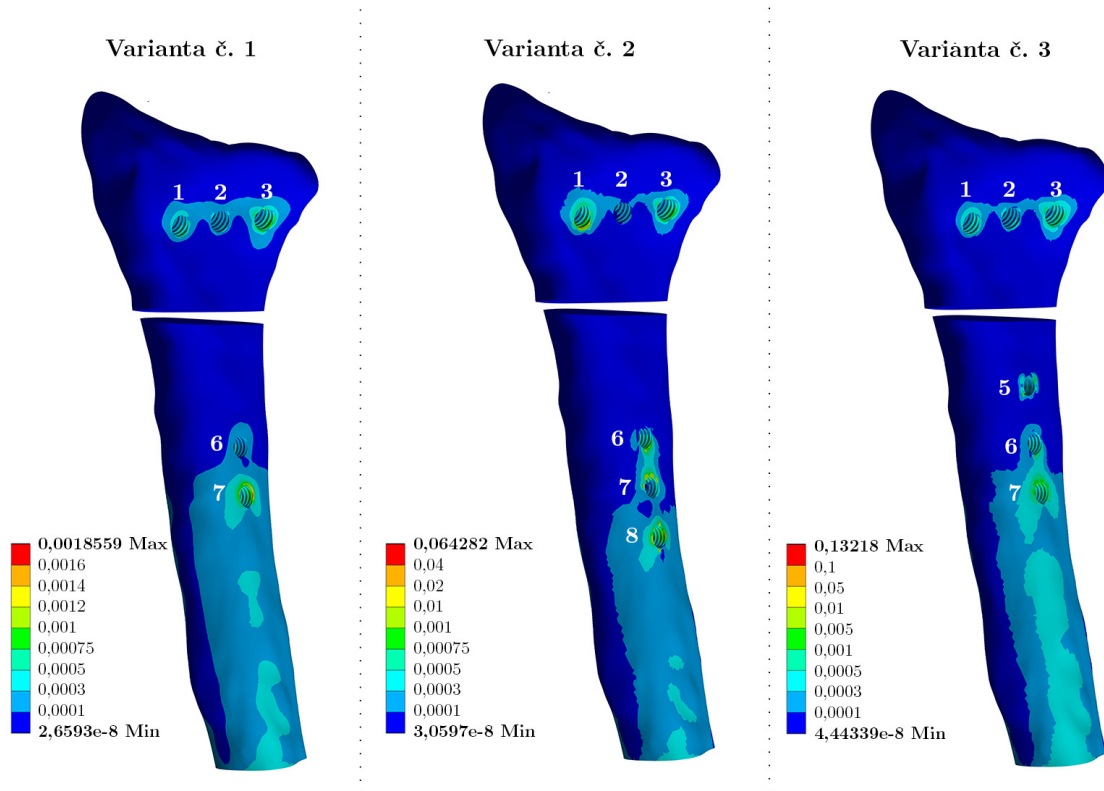 Varianta č. 1
1 2 3
6
7
0,0018559 Max
0,0016
0,0014
0,0012
0,001
0,00075
0,0005
0,0003
0,0001
2,6593e-8 Min
Varianta č. 2
1 2 3
6
7
8
0,064282 Max
0,04
0,02
0,01
0,001
0,00075
0,0005
0,0003
0,0001
3,0597e-8 Min
Varianta č. 3
1 2 3
5
6
7
0,13218 Max
0,1
0,05
0,01
0,005
0,001
0,0005
0,0003
0,0001
4,44339e-8 Min